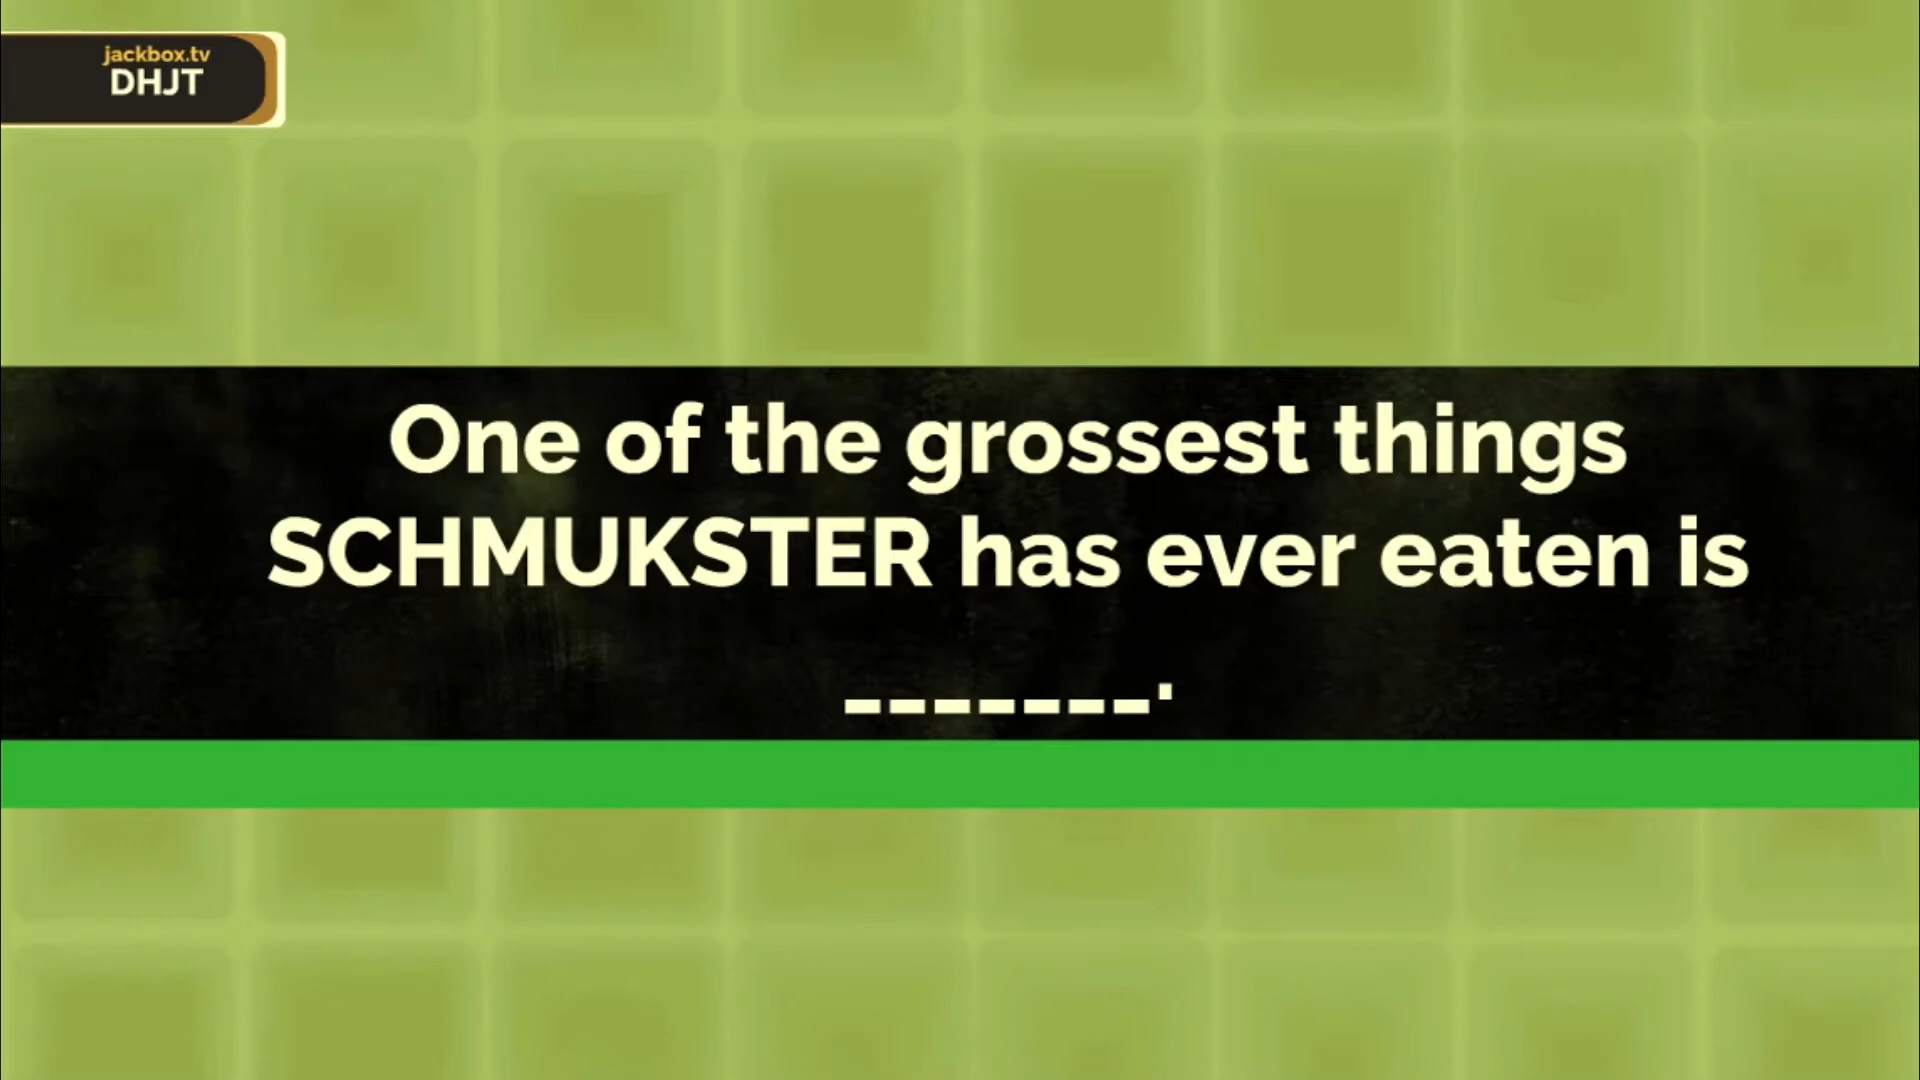 jackbox.tv
DHJT
One of the grossest things
SCHMUKSTER has ever eaten is
_______.